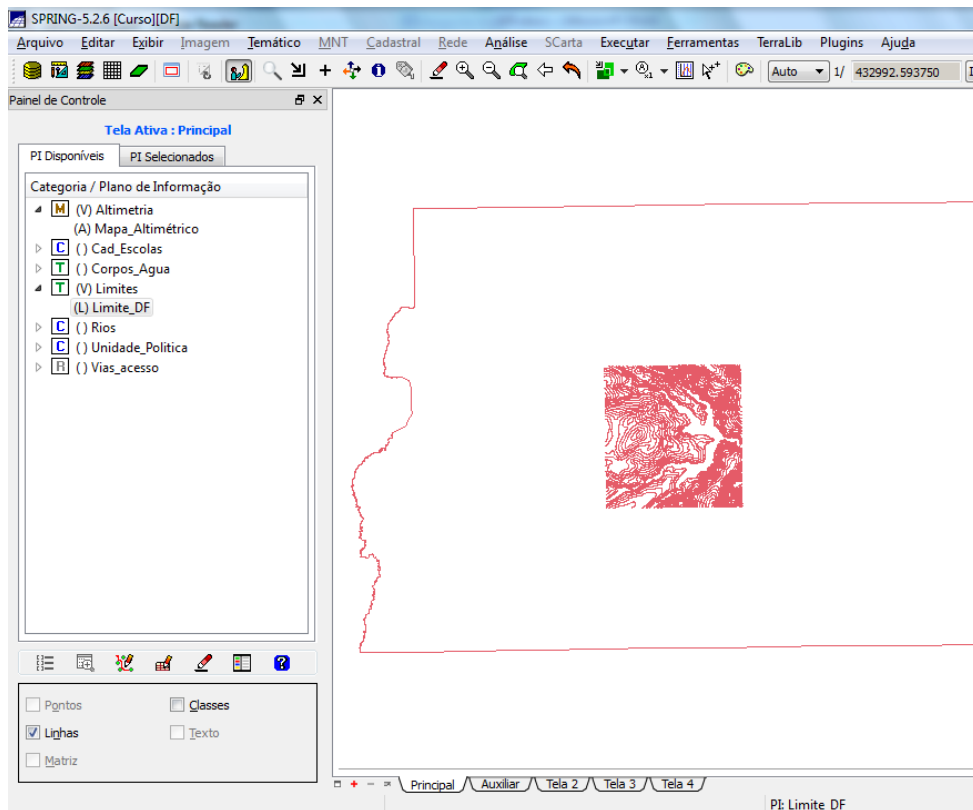 SPRING-5.2.6 [Curso][DF]
Arquivo Editar Exibir Imagem Temático MNT Cadastral Rede Análise SCarta Executar Ferramentas TerraLib Plugins Ajuda
Auto 1/ 432992.593750
Painel de Controle
Tela Ativa : Principal
PI Disponíveis PI Selecionados
Categoria / Plano de Informação
M (V) Altimetria
(A) Mapa_Altimétrico
C ( ) Cad_Escolas
T ( ) Corpos_Agua
T (V) Limites
(L) Limite_DF
C ( ) Rios
C ( ) Unidade_Politica
R ( ) Vias_acesso
Pontos Classes
Linhas Texto
Matriz
Principal Auxiliar Tela 2 Tela 3 Tela 4
PI: Limite_DF